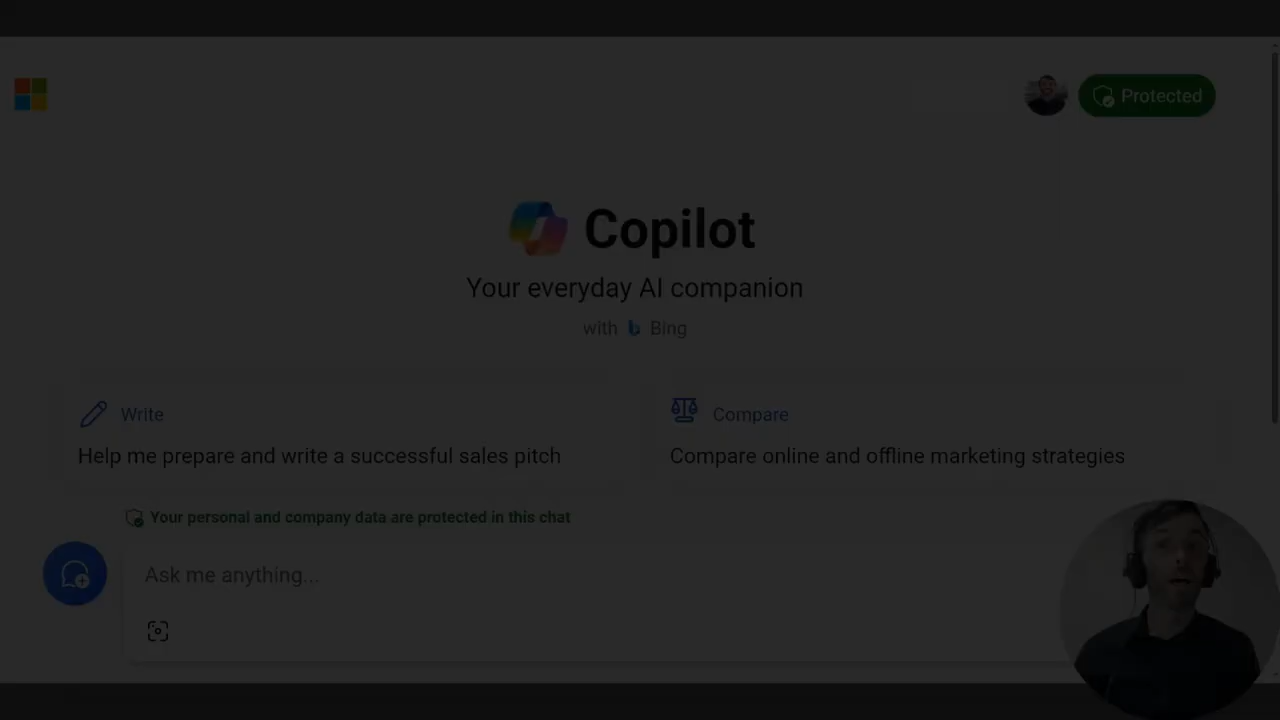 Protected
Copilot
Your everyday AI companion
with Bing
Write
Compare
Help me prepare and write a successful sales pitch
Compare online and offline marketing strategies
Your personal and company data are protected in this chat
Ask me anything...